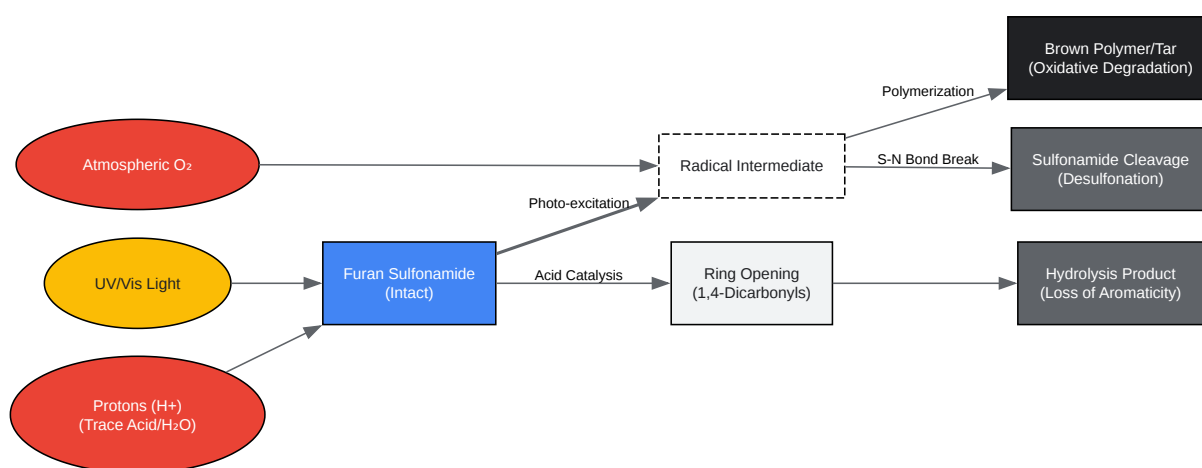 Brown Polymer/Tar
(Oxidative Degradation)
Polymerization
Atmospheric O₂
Radical Intermediate
S-N Bond Break
Sulfonamide Cleavage
(Desulfonation)
Photo-excitation
UV/Vis Light
Furan Sulfonamide
(Intact)
Acid Catalysis
Ring Opening
(1,4-Dicarbonyls)
Hydrolysis Product
(Loss of Aromaticity)
Protons (H+)
(Trace Acid/H₂O)